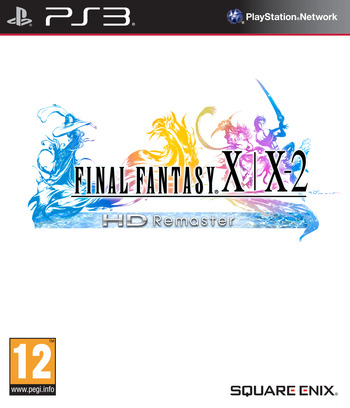 PS3
PlayStation®Network
FINAL FANTASY® X|X-2
HD Remaster
12
www.pegi.info
SQUARE ENIX®